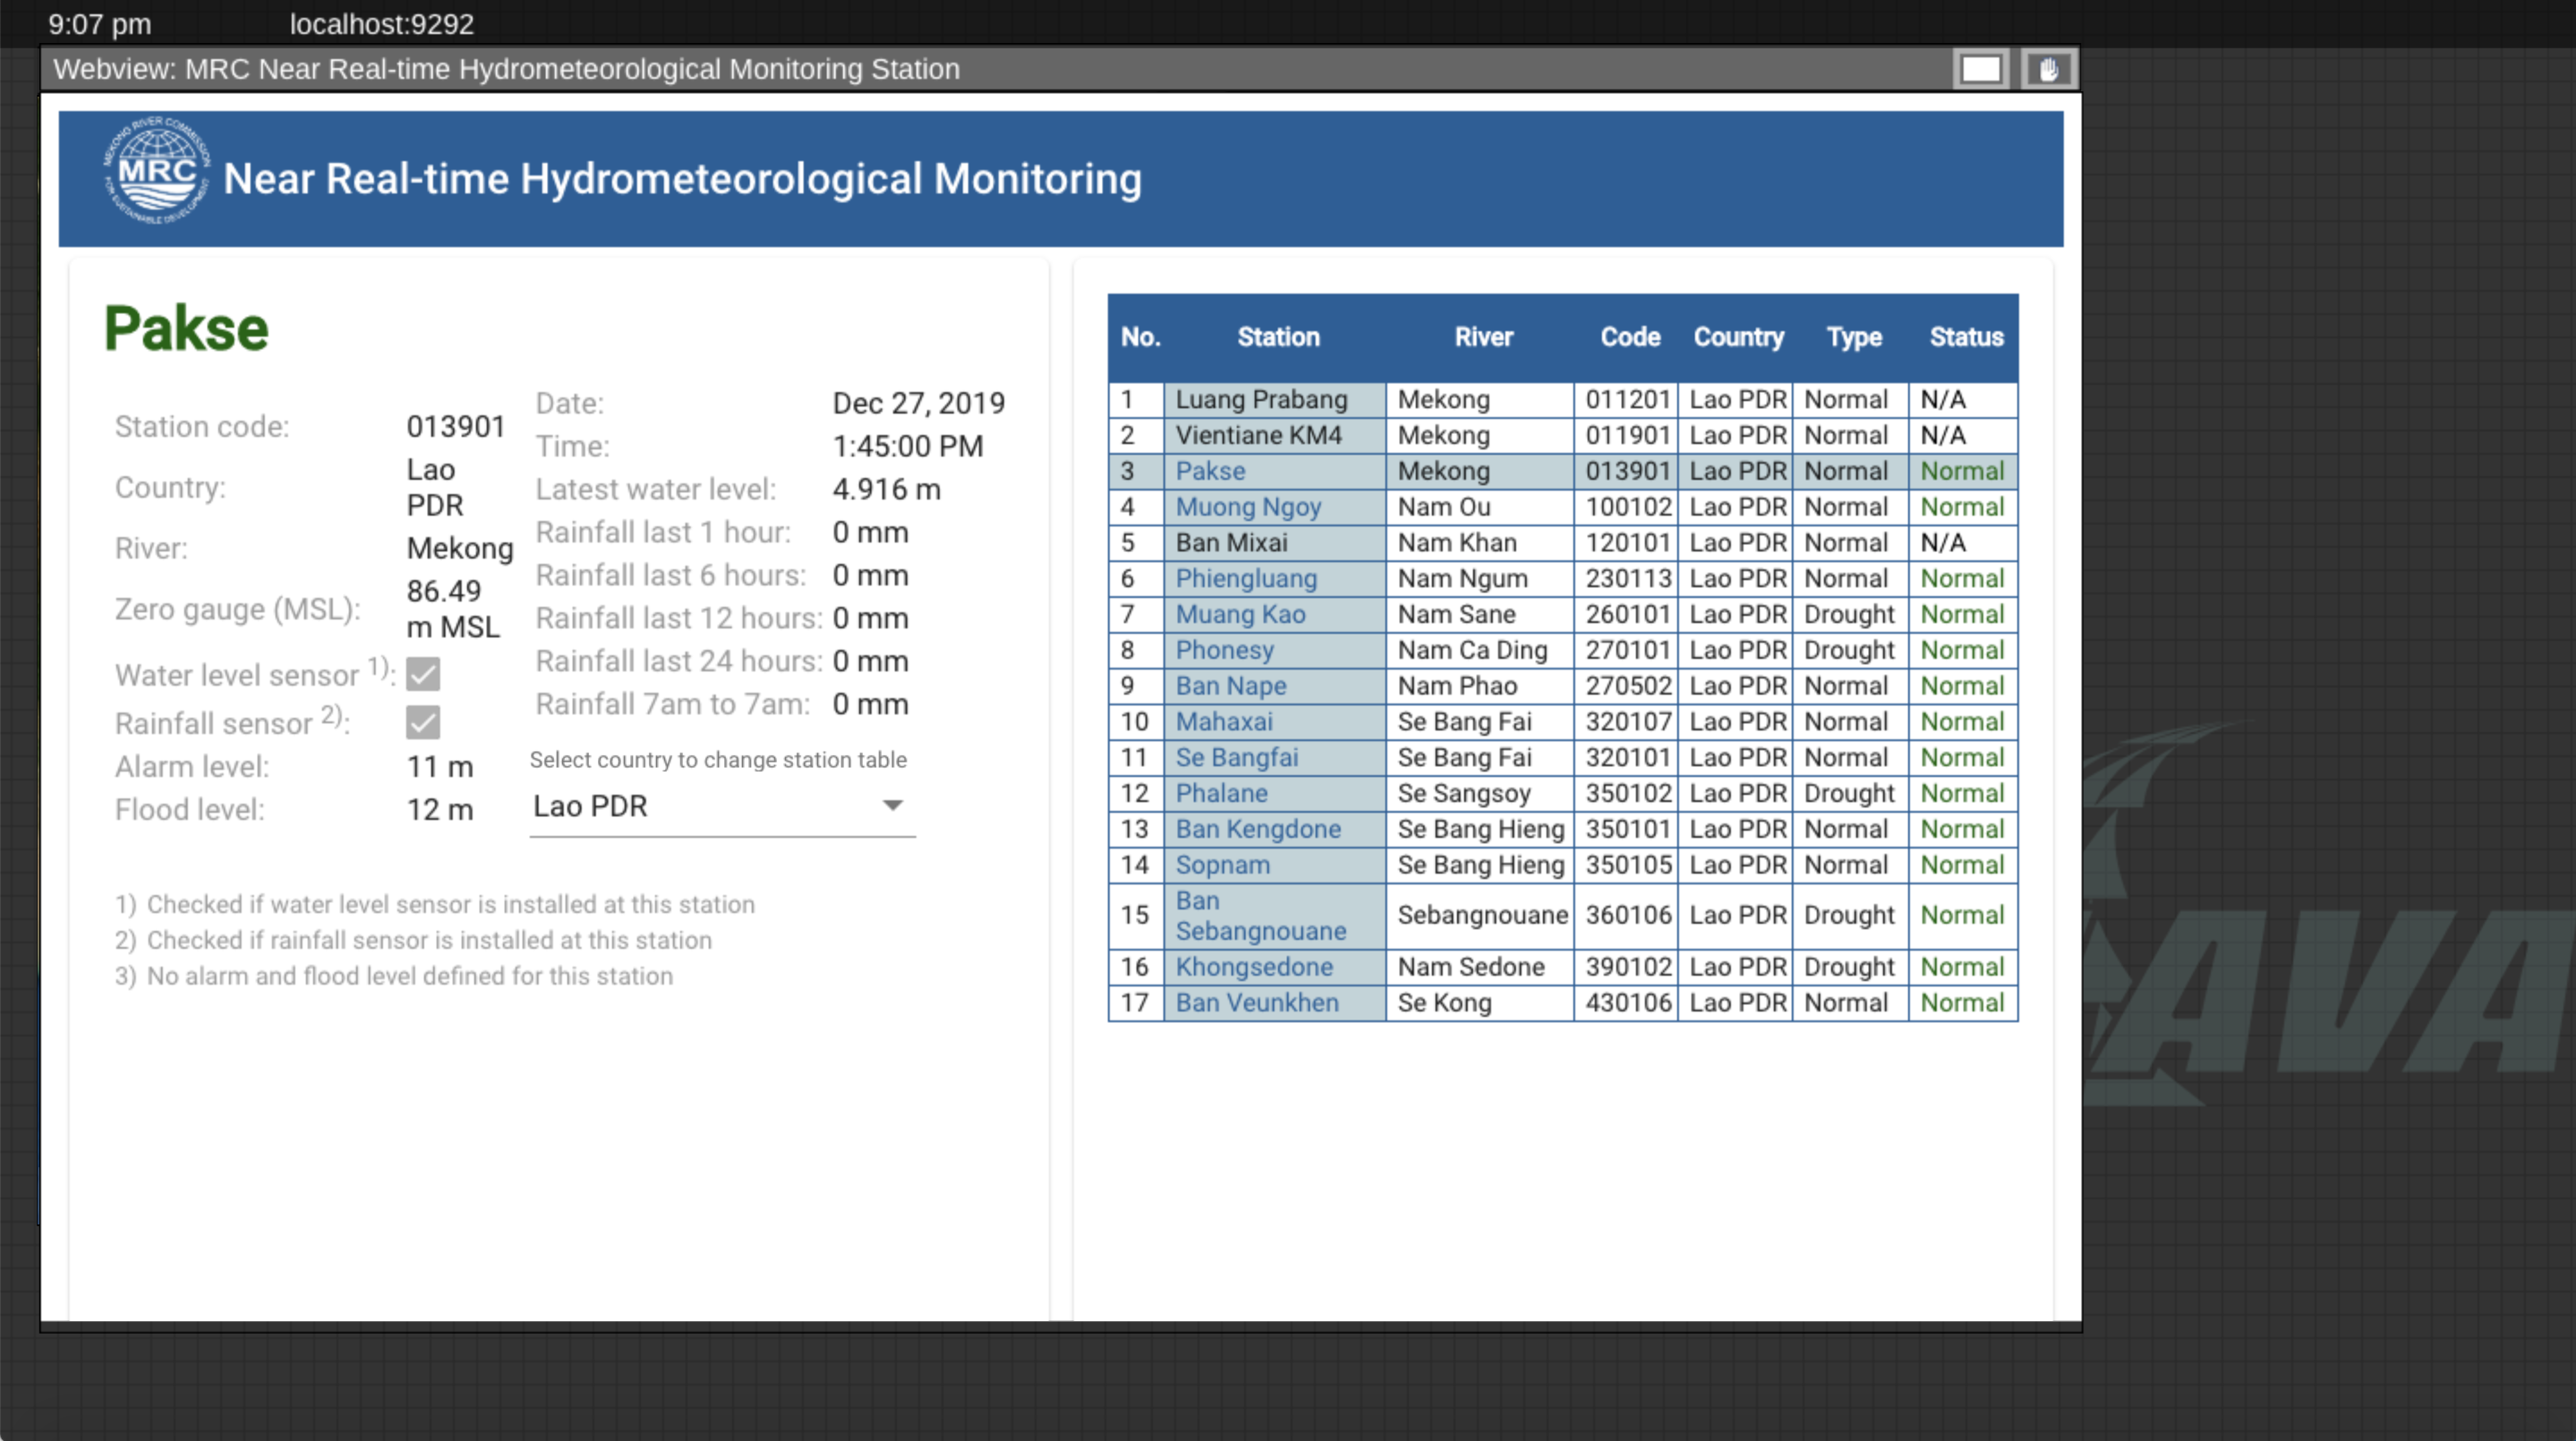 9:07 pm localhost:9292
Webview: MRC Near Real-time Hydrometeorological Monitoring Station
MEKONG RIVER COMMISSION
MRC
FOR SUSTAINABLE DEVELOPMENT
Near Real-time Hydrometeorological Monitoring
Pakse
Station code: 013901
Country: Lao PDR
River: Mekong
Zero gauge (MSL): 86.49 m MSL
Water level sensor 1):
Rainfall sensor 2):
Alarm level: 11 m
Flood level: 12 m
Date: Dec 27, 2019
Time: 1:45:00 PM
Latest water level: 4.916 m
Rainfall last 1 hour: 0 mm
Rainfall last 6 hours: 0 mm
Rainfall last 12 hours: 0 mm
Rainfall last 24 hours: 0 mm
Rainfall 7am to 7am: 0 mm
Select country to change station table
Lao PDR
1) Checked if water level sensor is installed at this station
2) Checked if rainfall sensor is installed at this station
3) No alarm and flood level defined for this station
No. Station River Code Country Type Status
1 Luang Prabang Mekong 011201 Lao PDR Normal N/A
2 Vientiane KM4 Mekong 011901 Lao PDR Normal N/A
3 Pakse Mekong 013901 Lao PDR Normal Normal
4 Muong Ngoy Nam Ou 100102 Lao PDR Normal Normal
5 Ban Mixai Nam Khan 120101 Lao PDR Normal N/A
6 Phiengluang Nam Ngum 230113 Lao PDR Normal Normal
7 Muang Kao Nam Sane 260101 Lao PDR Drought Normal
8 Phonesy Nam Ca Ding 270101 Lao PDR Drought Normal
9 Ban Nape Nam Phao 270502 Lao PDR Normal Normal
10 Mahaxai Se Bang Fai 320107 Lao PDR Normal Normal
11 Se Bangfai Se Bang Fai 320101 Lao PDR Normal Normal
12 Phalane Se Sangsoy 350102 Lao PDR Drought Normal
13 Ban Kengdone Se Bang Hieng 350101 Lao PDR Normal Normal
14 Sopnam Se Bang Hieng 350105 Lao PDR Normal Normal
15 Ban Sebangnouane Sebangnouane 360106 Lao PDR Drought Normal
16 Khongsedone Nam Sedone 390102 Lao PDR Drought Normal
17 Ban Veunkhen Se Kong 430106 Lao PDR Normal Normal
AVA